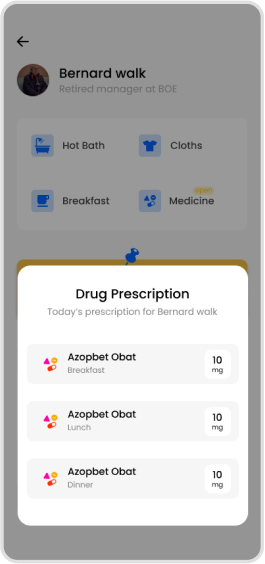 Bernard walk
Retired manager at BOE
Hot Bath
Cloths
Breakfast
open
Medicine
Drug Prescription
Today's prescription for Bernard walk
Azopbet Obat
Breakfast
10
mg
Azopbet Obat
Lunch
10
mg
Azopbet Obat
Dinner
10
mg